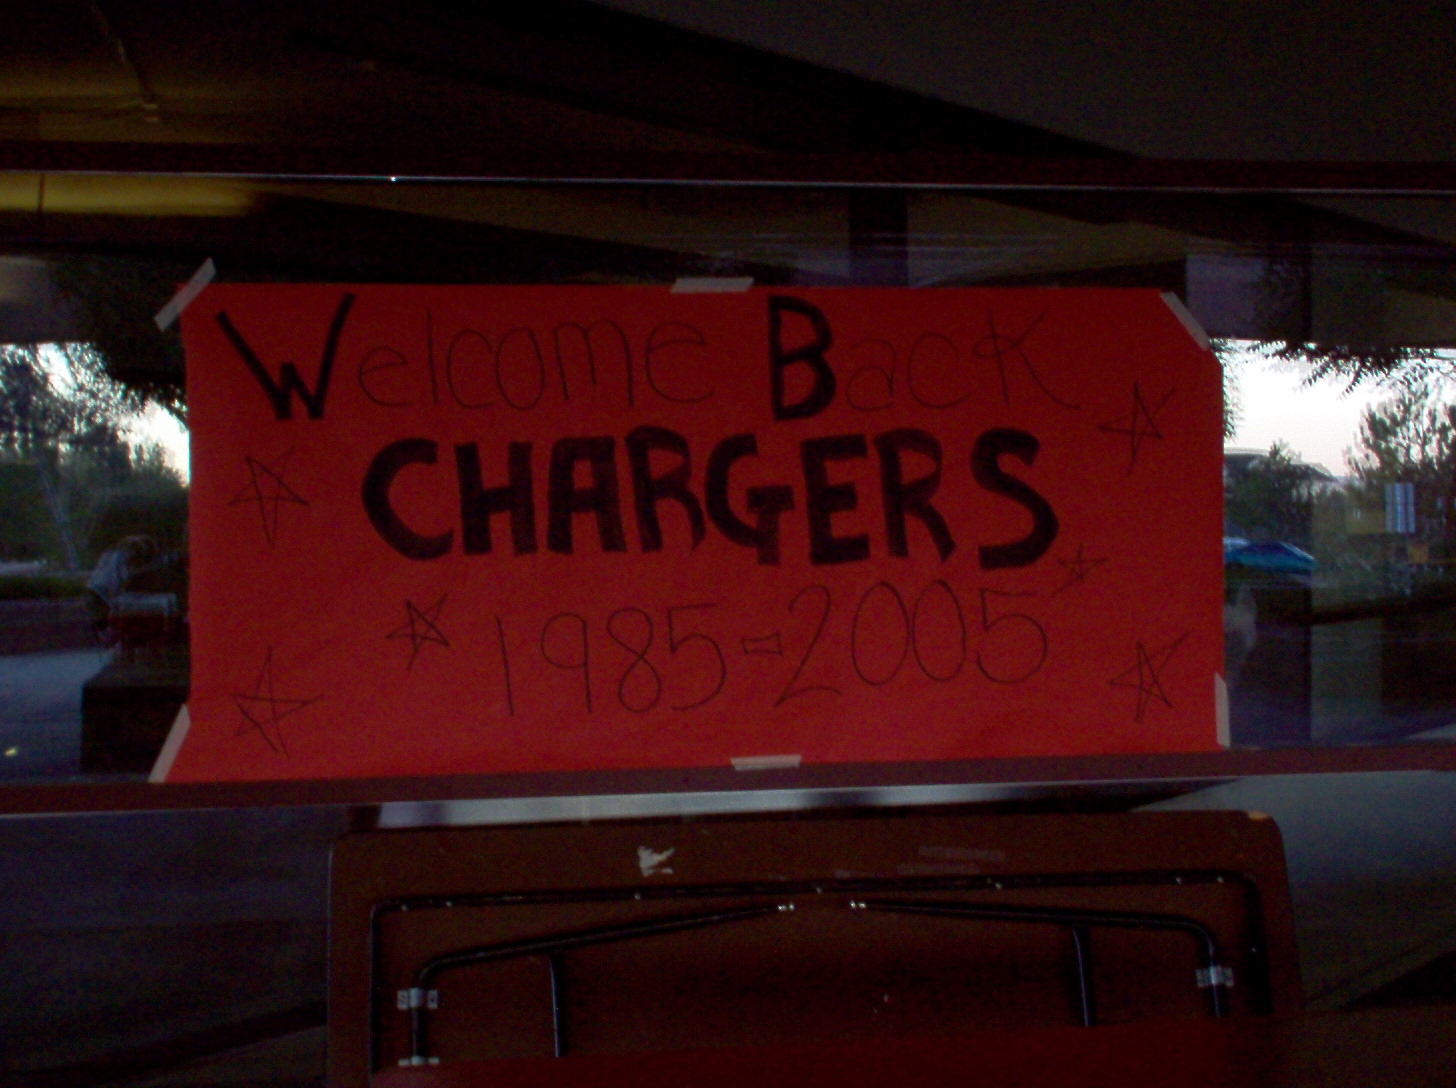 Welcome Back
CHARGERS
1985-2005